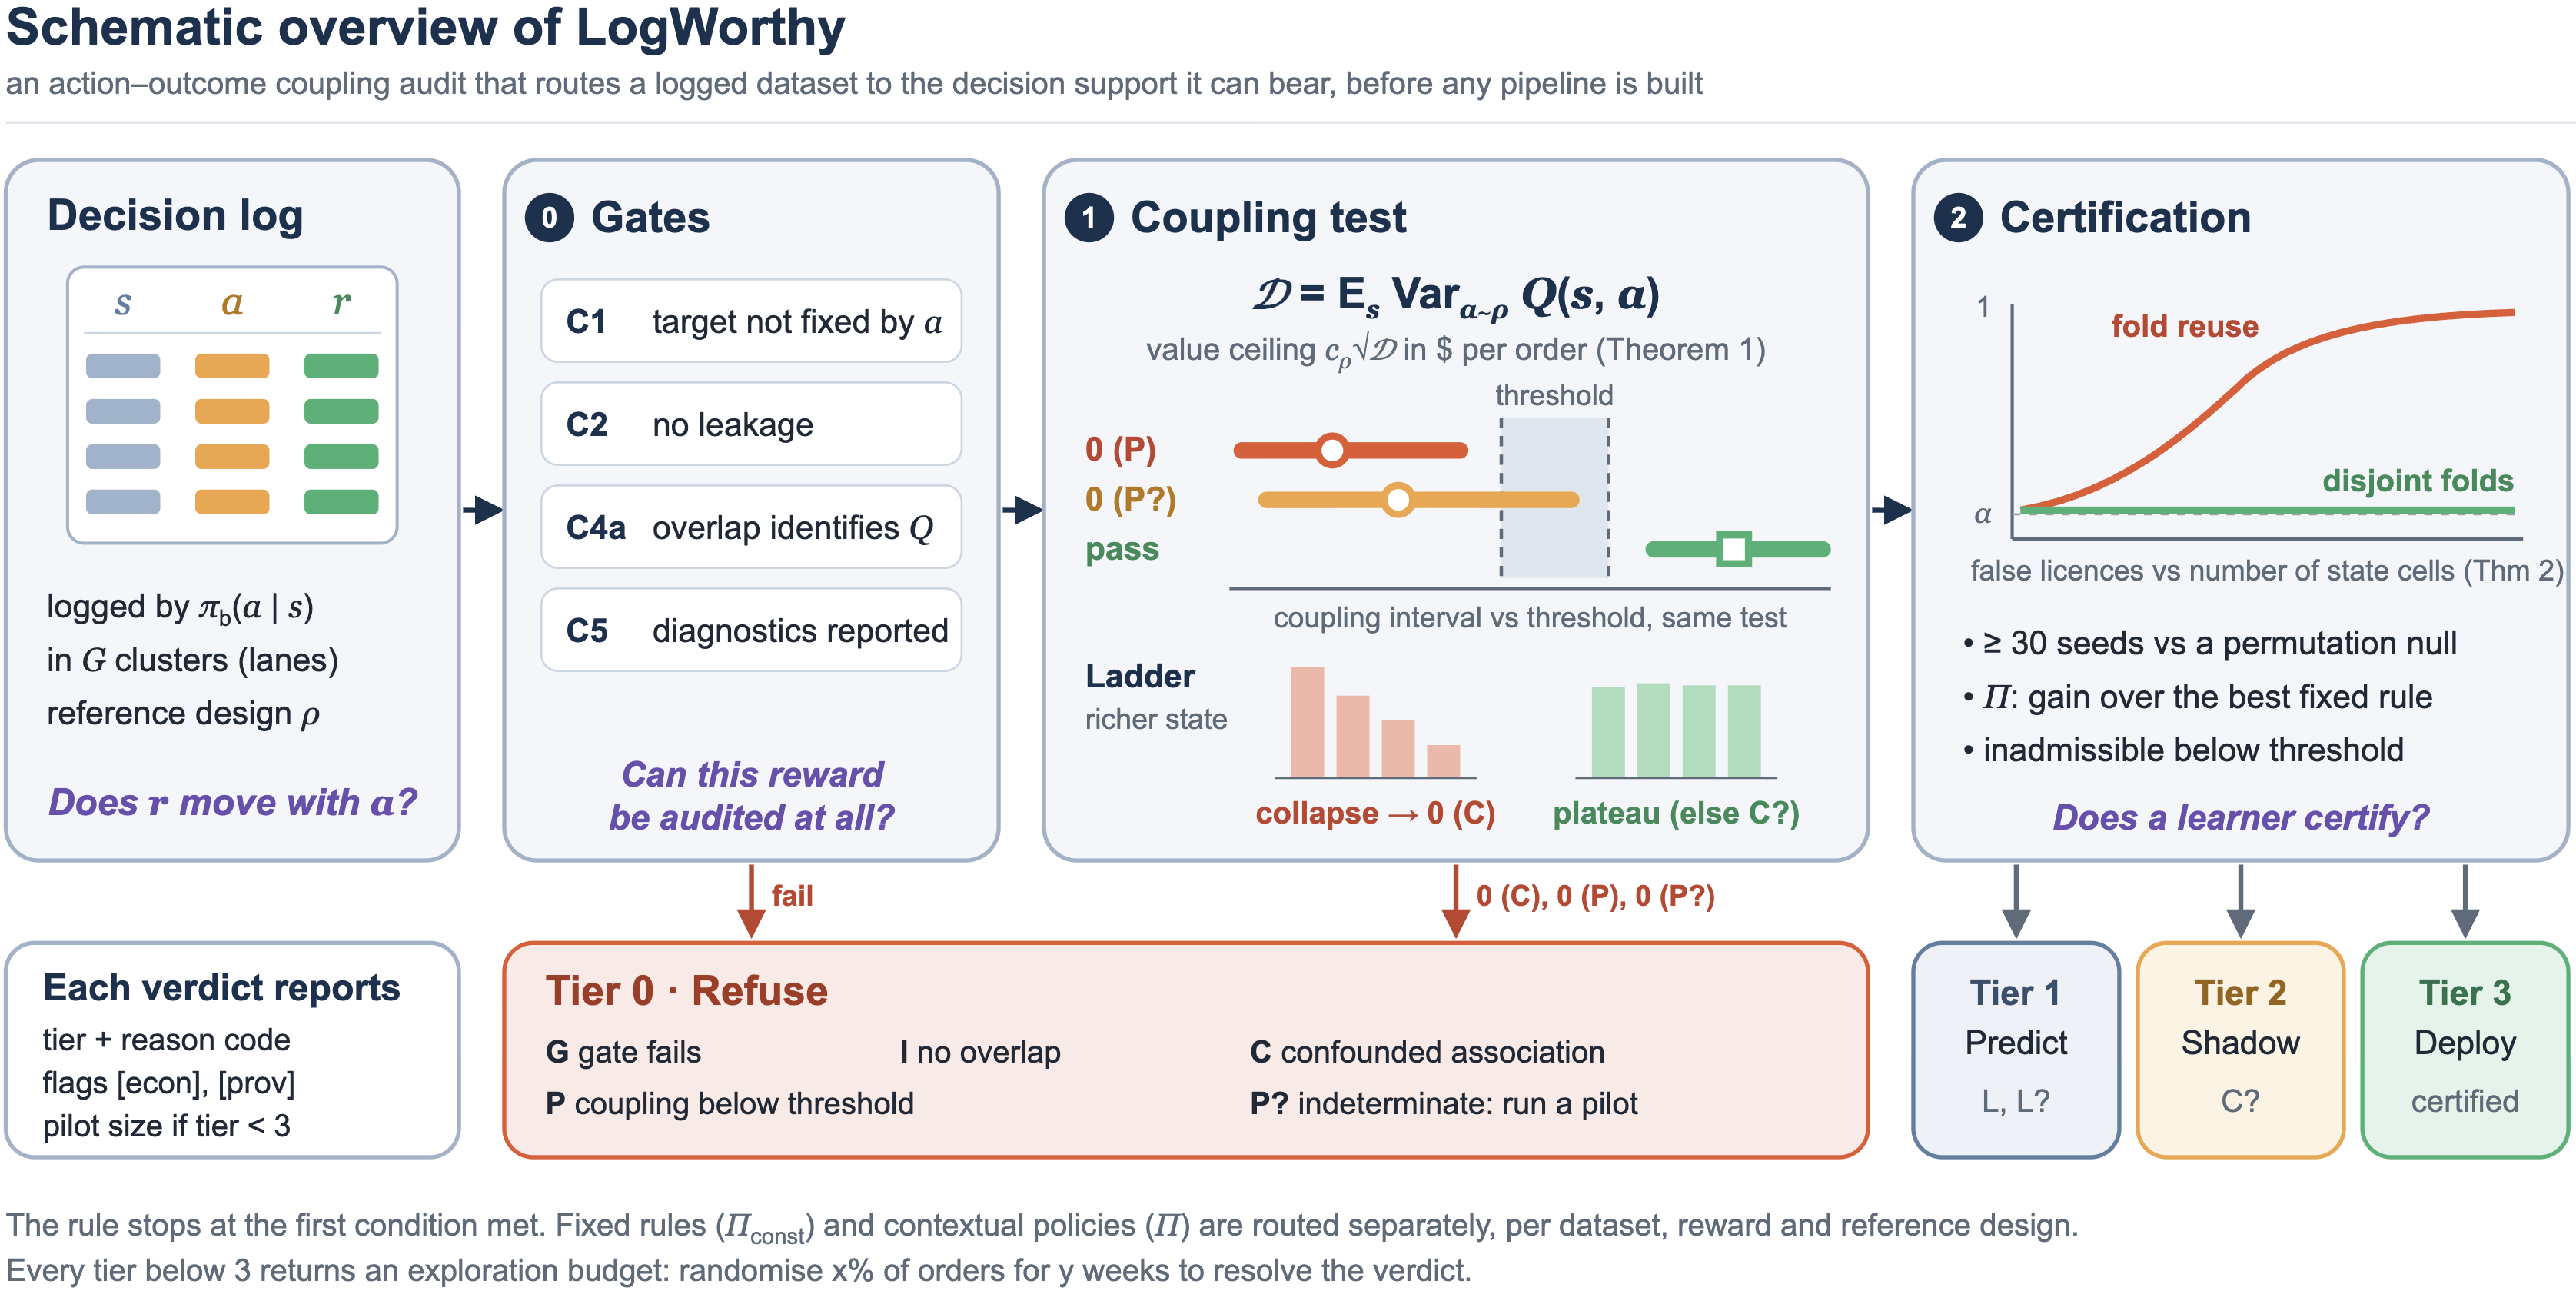 Schematic overview of LogWorthy
an action–outcome coupling audit that routes a logged dataset to the decision support it can bear, before any pipeline is built
Decision log
s a r
logged by πb(a | s)
in G clusters (lanes)
reference design ρ
Does r move with a?
0 Gates
C1 target not fixed by a
C2 no leakage
C4a overlap identifies Q
C5 diagnostics reported
Can this reward
be audited at all?
1 Coupling test
𝒟 = Es Vara~ρ Q(s, a)
value ceiling cρ√𝒟 in $ per order (Theorem 1)
threshold
0 (P)
0 (P?)
pass
coupling interval vs threshold, same test
Ladder
richer state
collapse → 0 (C)
plateau (else C?)
2 Certification
1
fold reuse
disjoint folds
α
false licences vs number of state cells (Thm 2)
• ≥ 30 seeds vs a permutation null
• Π: gain over the best fixed rule
• inadmissible below threshold
Does a learner certify?
fail
0 (C), 0 (P), 0 (P?)
Each verdict reports
tier + reason code
flags [econ], [prov]
pilot size if tier < 3
Tier 0 · Refuse
G gate fails I no overlap C confounded association
P coupling below threshold P? indeterminate: run a pilot
Tier 1
Predict
L, L?
Tier 2
Shadow
C?
Tier 3
Deploy
certified
The rule stops at the first condition met. Fixed rules (Πconst) and contextual policies (Π) are routed separately, per dataset, reward and reference design.
Every tier below 3 returns an exploration budget: randomise x% of orders for y weeks to resolve the verdict.